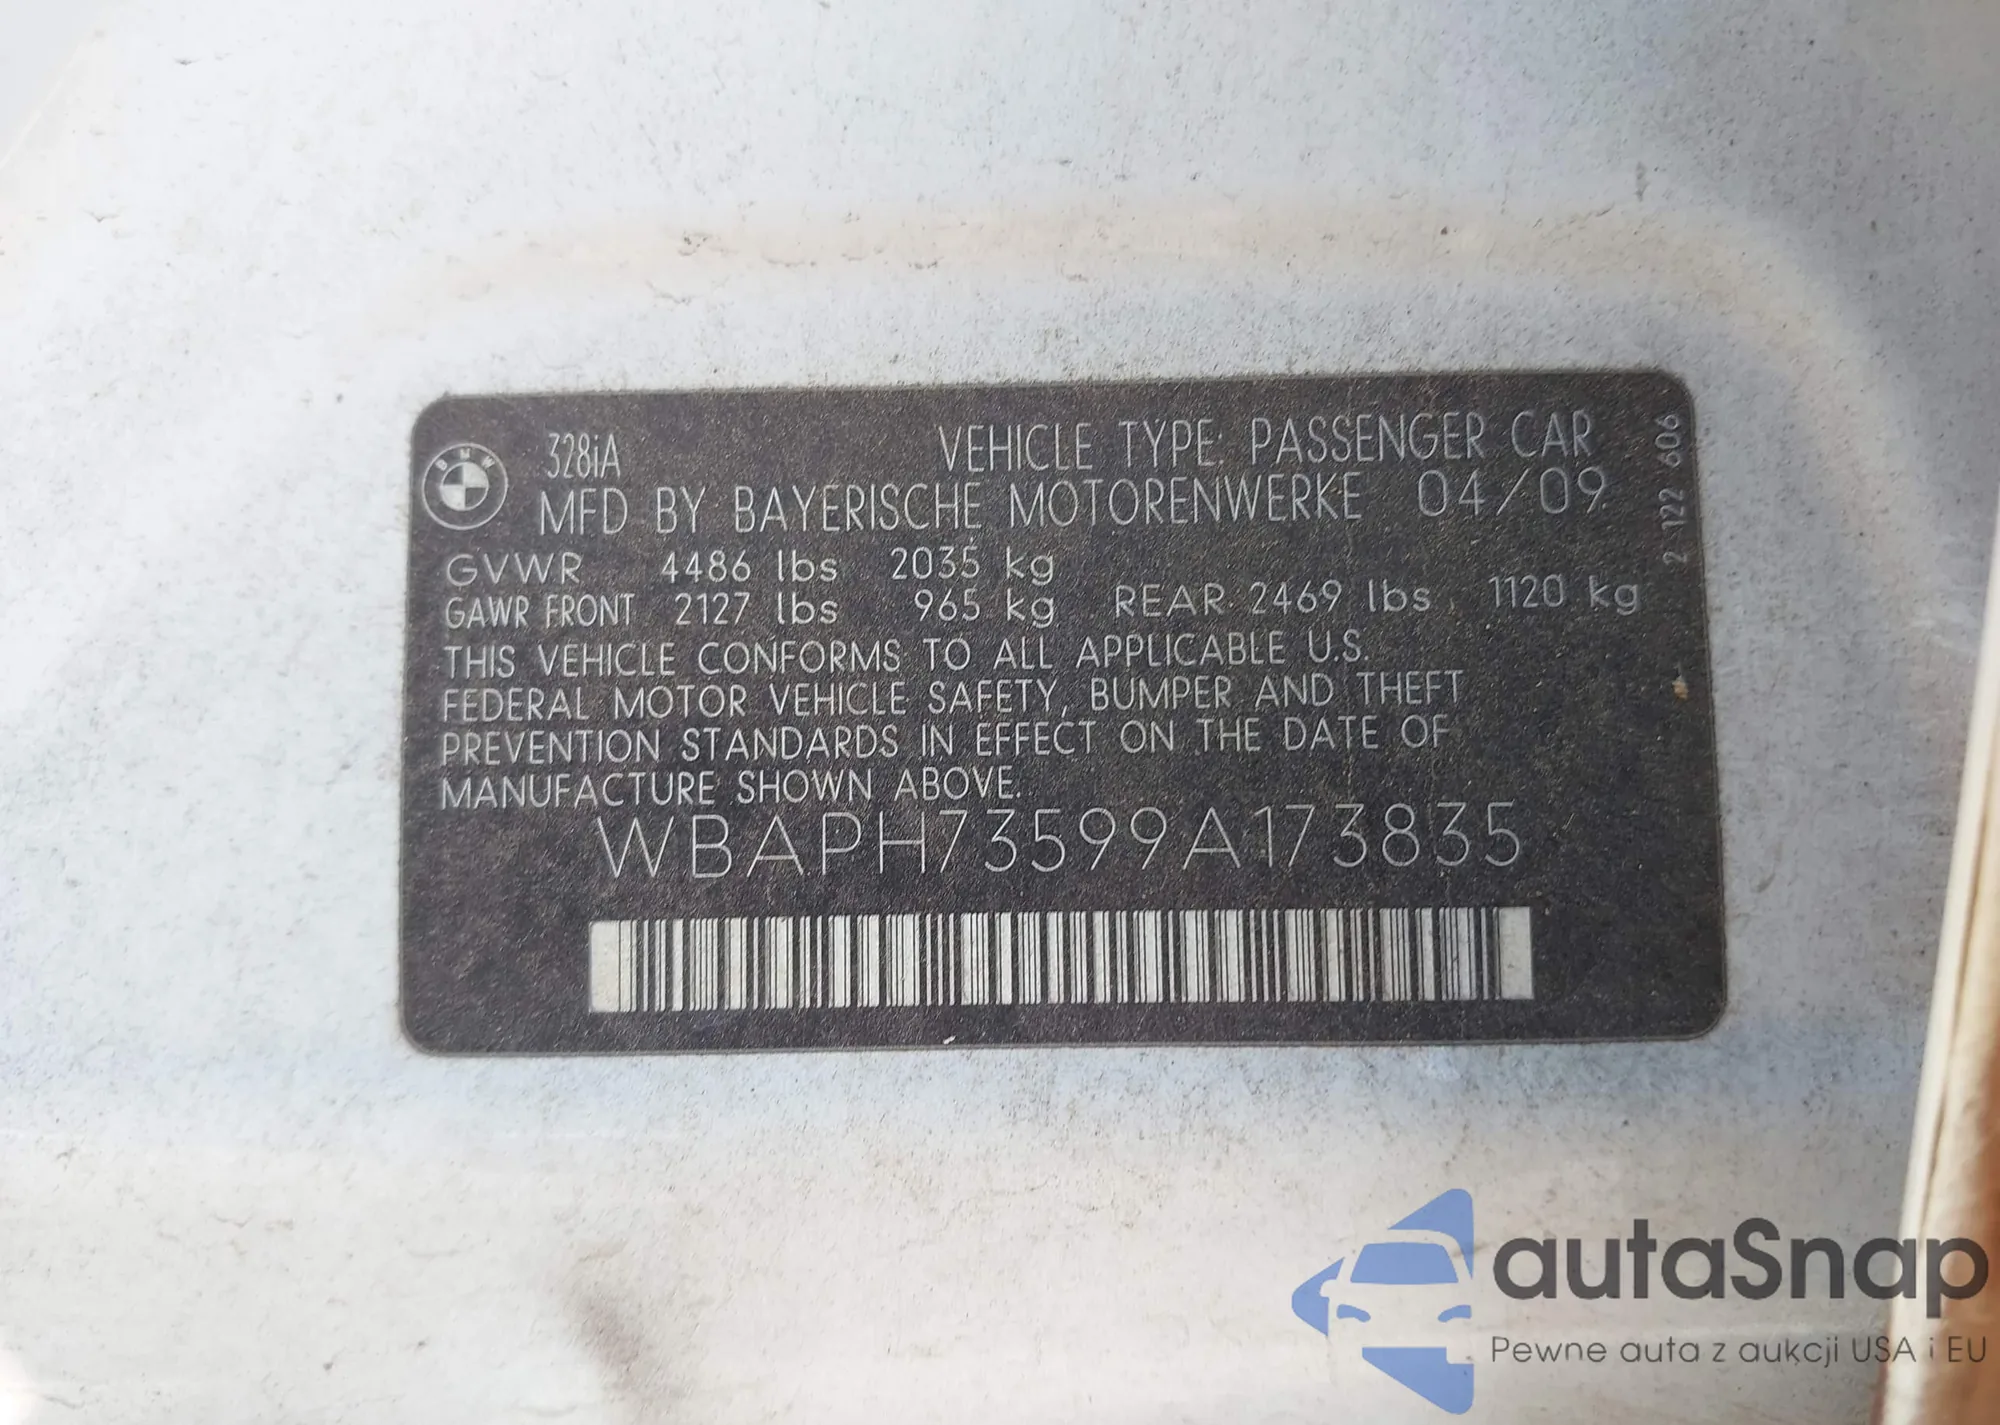 328iA
VEHICLE TYPE: PASSENGER CAR
MFD BY BAYERISCHE MOTORENWERKE 04/09
GVWR 4486 lbs 2035 kg
GAWR FRONT 2127 lbs 965 kg REAR 2469 lbs 1120 kg
THIS VEHICLE CONFORMS TO ALL APPLICABLE U.S.
FEDERAL MOTOR VEHICLE SAFETY, BUMPER AND THEFT
PREVENTION STANDARDS IN EFFECT ON THE DATE OF
MANUFACTURE SHOWN ABOVE.
WBAPH73599A173835
2 122 606
BMW
autaSnap
Pewne auta z aukcji USA i EU